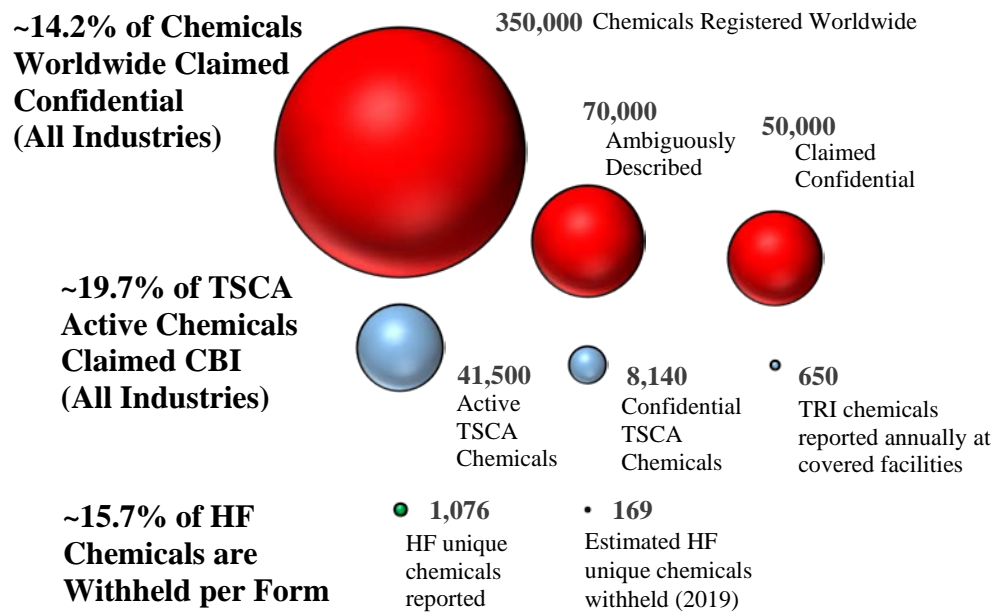 ~14.2% of Chemicals
Worldwide Claimed
Confidential
(All Industries)
350,000 Chemicals Registered Worldwide
70,000
Ambiguously
Described
50,000
Claimed
Confidential
~19.7% of TSCA
Active Chemicals
Claimed CBI
(All Industries)
41,500
Active
TSCA
Chemicals
8,140
Confidential
TSCA
Chemicals
650
TRI chemicals
reported annually at
covered facilities
~15.7% of HF
Chemicals are
Withheld per Form
1,076
HF unique
chemicals
reported
169
Estimated HF
unique chemicals
withheld (2019)